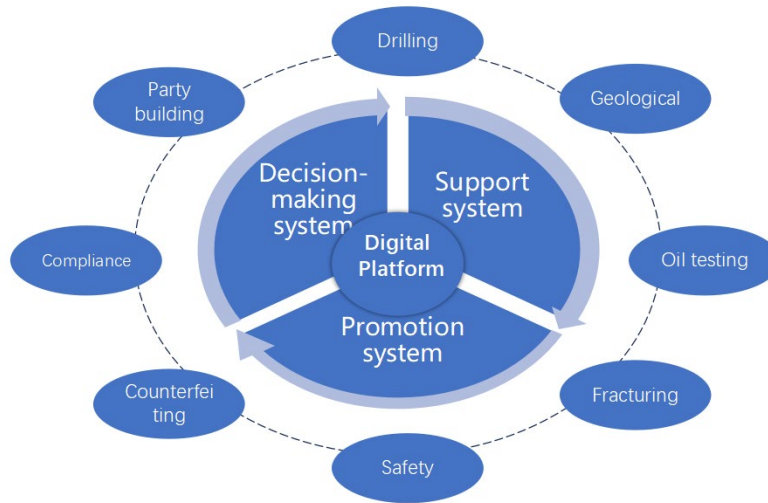 Drilling
Party
building
Geological
Decision-
making
system
Support
system
Digital
Platform
Compliance
Oil testing
Promotion
system
Counterfei
ting
Fracturing
Safety